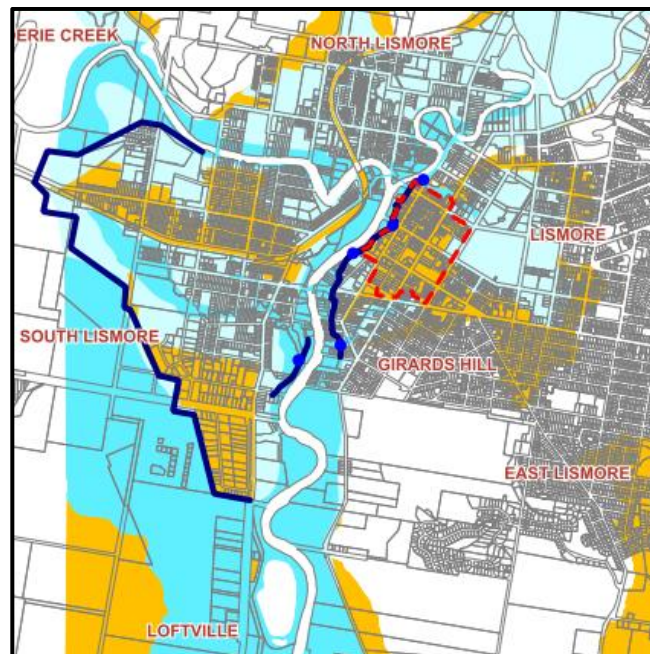 ERIE CREEK
NORTH LISMORE
LISMORE
SOUTH LISMORE
GIRARDS HILL
EAST LISMORE
LOFTVILLE